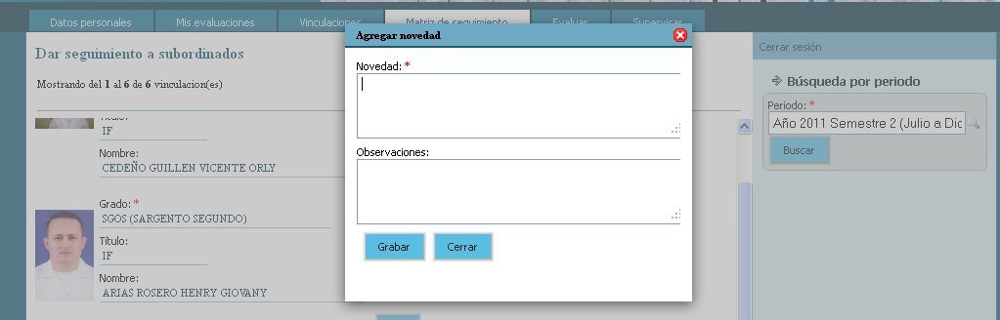 Datos personales
Mis evaluaciones
Vinculaciones
Matriz de seguimiento
Evaluar
Supervisar
Dar seguimiento a subordinados
Mostrando del 1 al 6 de 6 vinculacion(es)
IF
Nombre:
CEDEÑO GUILLEN VICENTE ORLY
Grado: *
SGOS (SARGENTO SEGUNDO)
Título:
IF
Nombre:
ARIAS ROSERO HENRY GIOVANY
Agregar novedad
Novedad: *
Observaciones:
Grabar
Cerrar
Cerrar sesión
Búsqueda por periodo
Periodo: *
Año 2011 Semestre 2 (Julio a Dic
Buscar